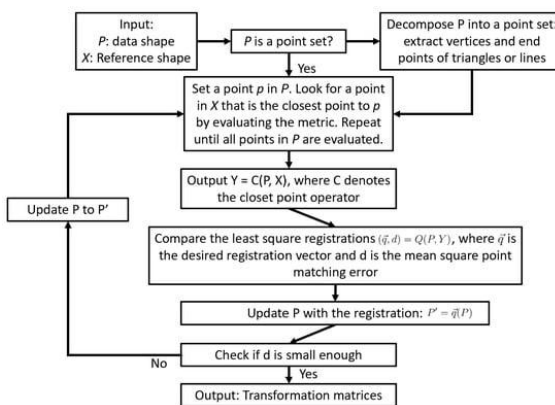 Input:
P: data shape
X: Reference shape
P is a point set?
Decompose P into a point set:
extract vertices and end
points of triangles or lines
Yes
Set a point p in P. Look for a point
in X that is the closest point to p
by evaluating the metric. Repeat
until all points in P are evaluated.
Output Y = C(P, X), where C denotes
the closet point operator
Update P to P’
Compare the least square registrations (q⃗, d) = Q(P, Y), where q⃗ is
the desired registration vector and d is the mean square point
matching error
Update P with the registration: P′ = q⃗(P)
No
Check if d is small enough
Yes
Output: Transformation matrices